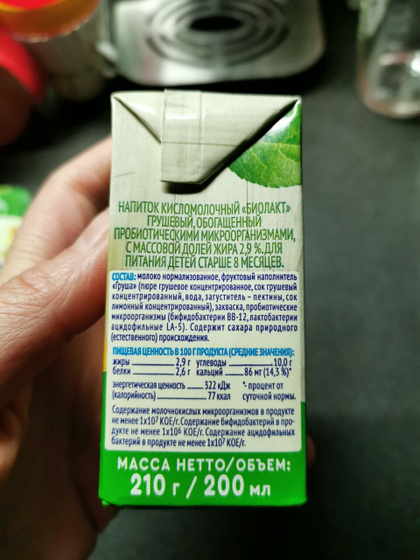 НАПИТОК КИСЛОМОЛОЧНЫЙ «БИОЛАКТ»
ГРУШЕВЫЙ, ОБОГАЩЕННЫЙ
ПРОБИОТИЧЕСКИМИ МИКРООРГАНИЗМАМИ,
С МАССОВОЙ ДОЛЕЙ ЖИРА 2,9 %. ДЛЯ
ПИТАНИЯ ДЕТЕЙ СТАРШЕ 8 МЕСЯЦЕВ.
СОСТАВ: молоко нормализованное, фруктовый наполнитель
«Груша» (пюре грушевое концентрированное, сок грушевый
концентрированный, вода, загуститель – пектины, сок
лимонный концентрированный), закваска, пробиотические
микроорганизмы (бифидобактерии BB-12, лактобактерии
ацидофильные LA-5). Содержит сахара природного
(естественного) происхождения.
ПИЩЕВАЯ ЦЕННОСТЬ В 100 Г ПРОДУКТА (СРЕДНИЕ ЗНАЧЕНИЯ):
жиры 2,9 г углеводы 10,0 г
белки 2,6 г кальций 86 мг (14,3 %)*
энергетическая ценность 322 кДж *- процент от
(калорийность) 77 ккал суточной нормы.
Содержание молочнокислых микроорганизмов в продукте
не менее 1х10⁷ КОЕ/г. Содержание бифидобактерий в про-
дукте не менее 1х10⁶ КОЕ/г. Содержание ацидофильных
бактерий в продукте не менее 1х10⁷ КОЕ/г.
МАССА НЕТТО/ОБЪЕМ:
210 г / 200 мл